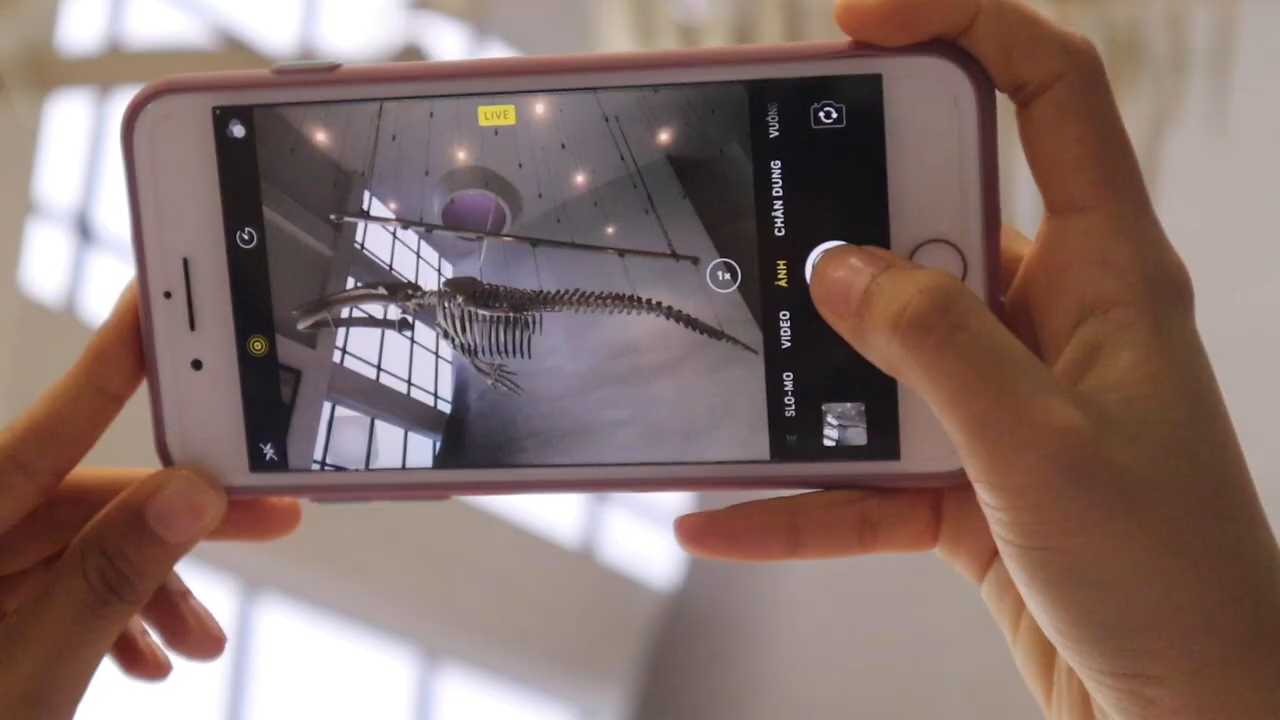 LIVE
1x
VUÔNG
CHÂN DUNG
ẢNH
VIDEO
SLO-MO
E